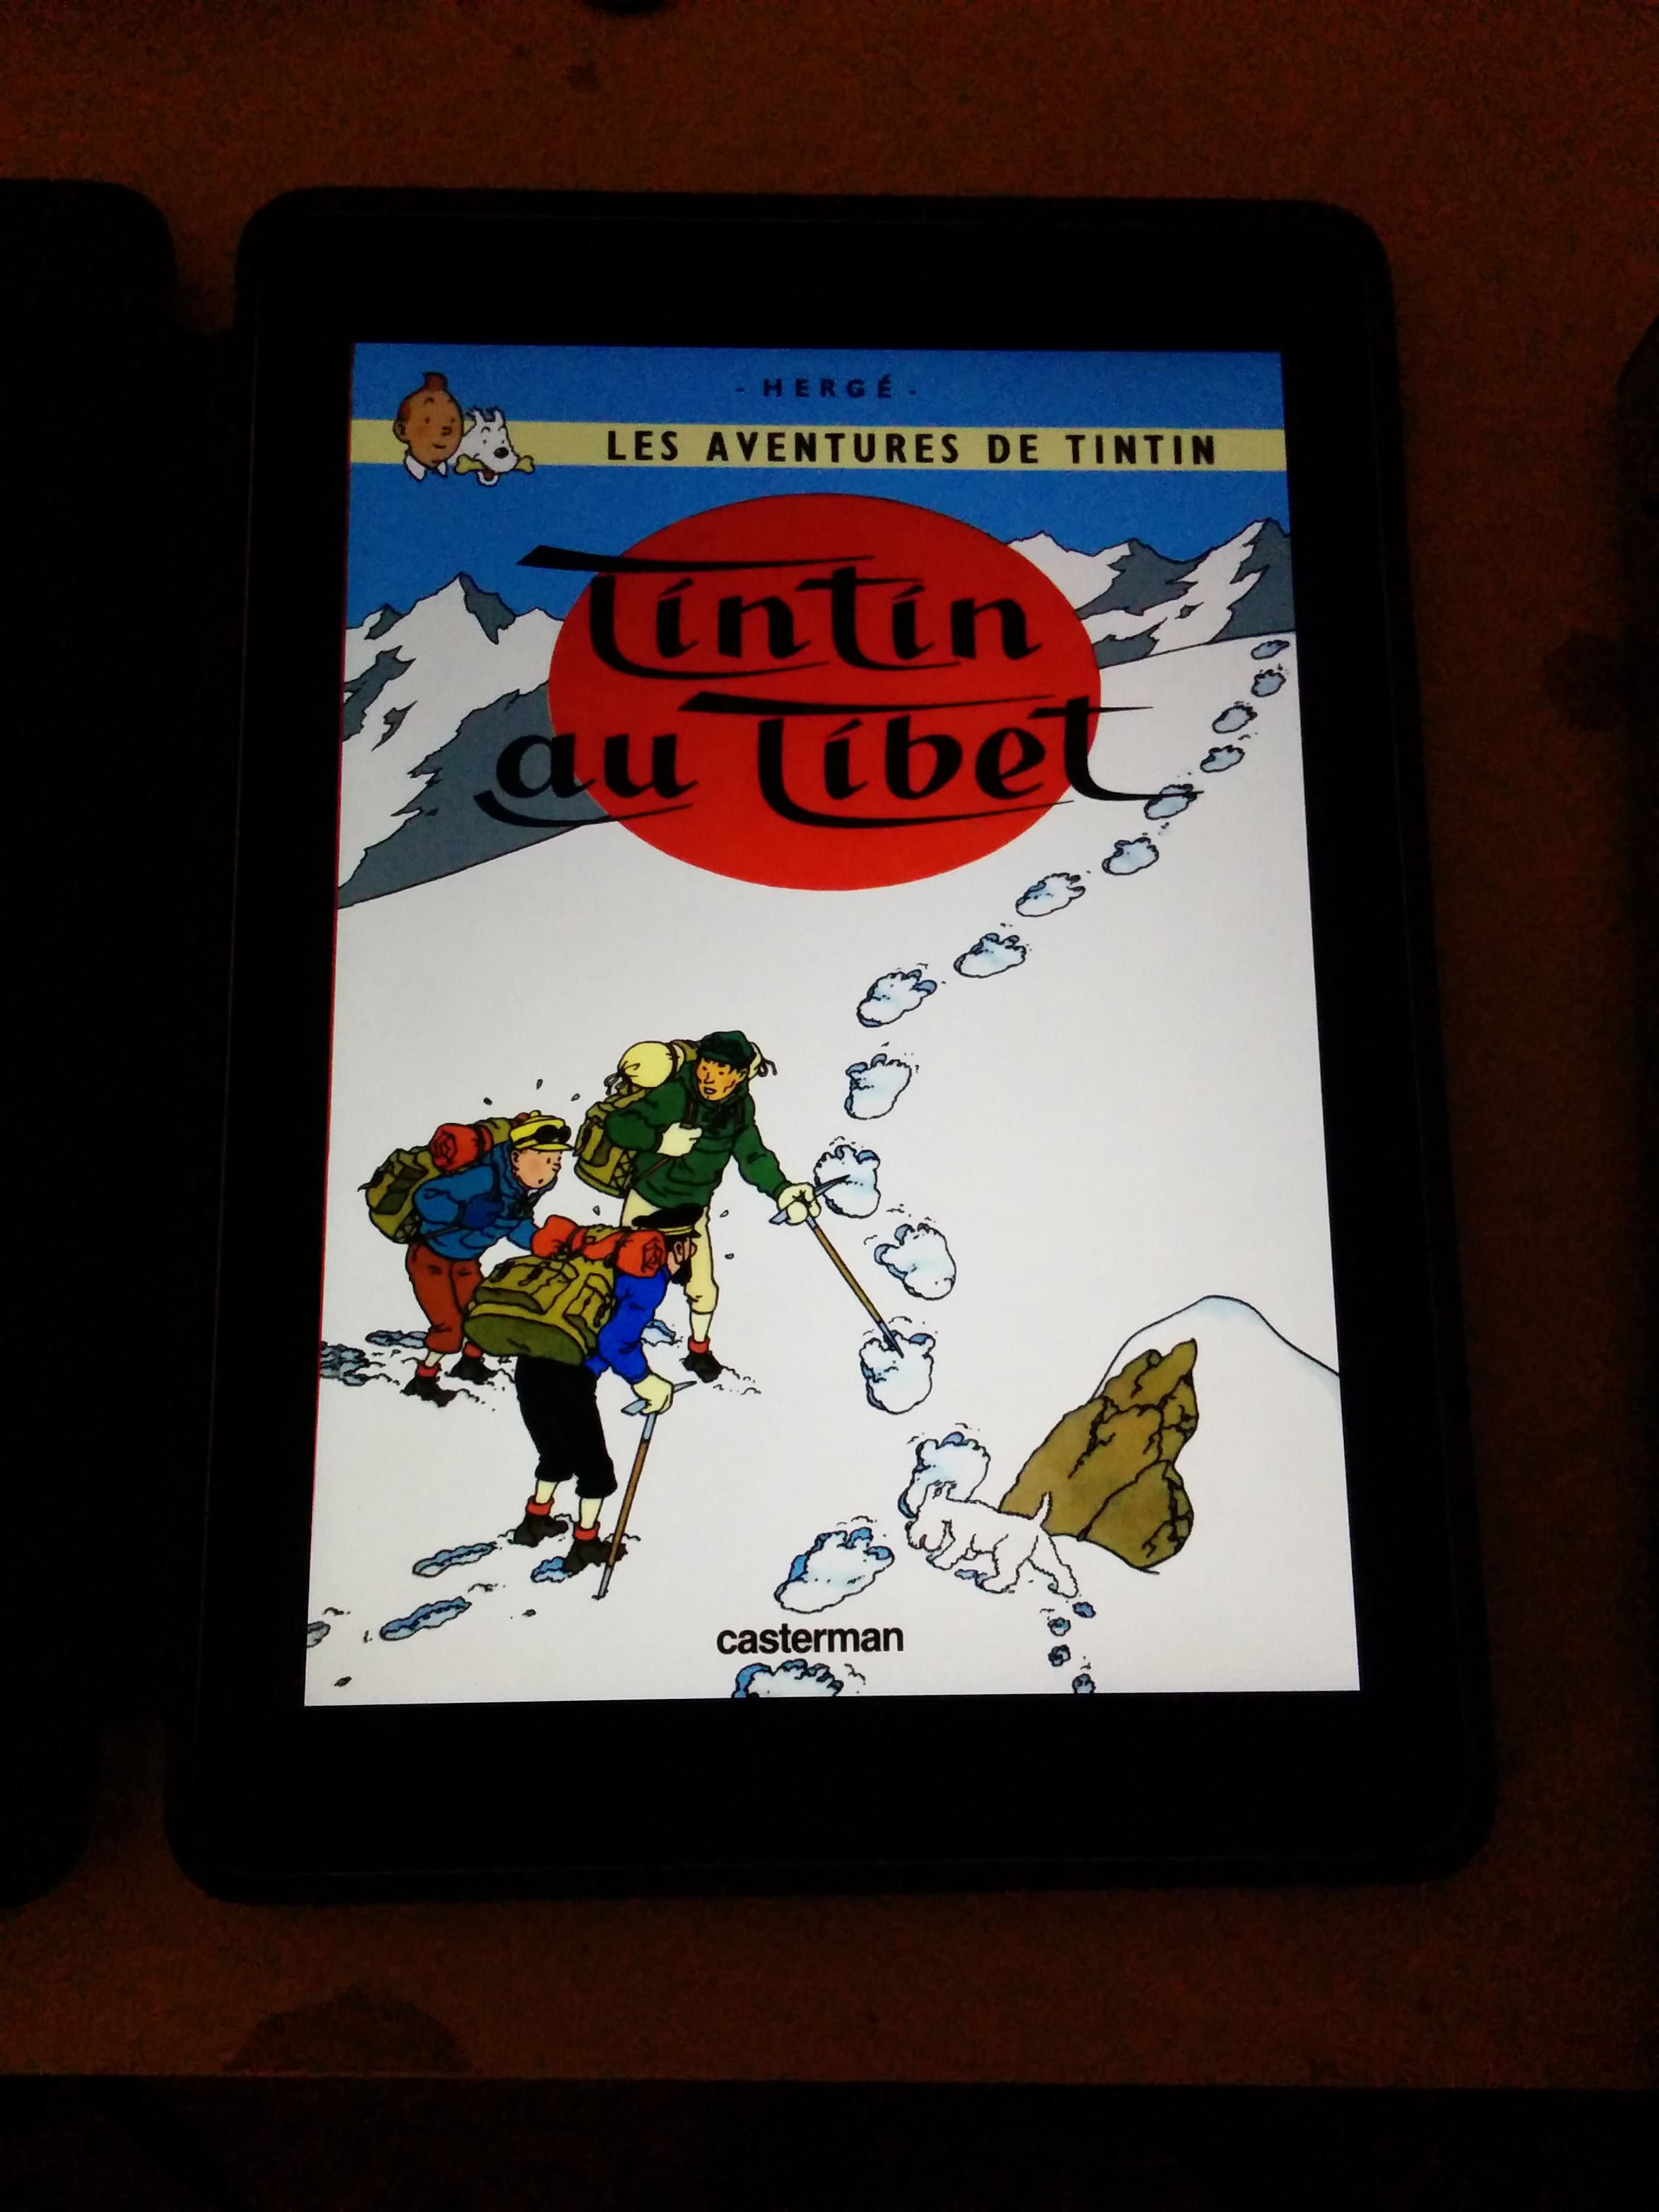 - HERGÉ -
LES AVENTURES DE TINTIN
Tintin
au Tibet
casterman